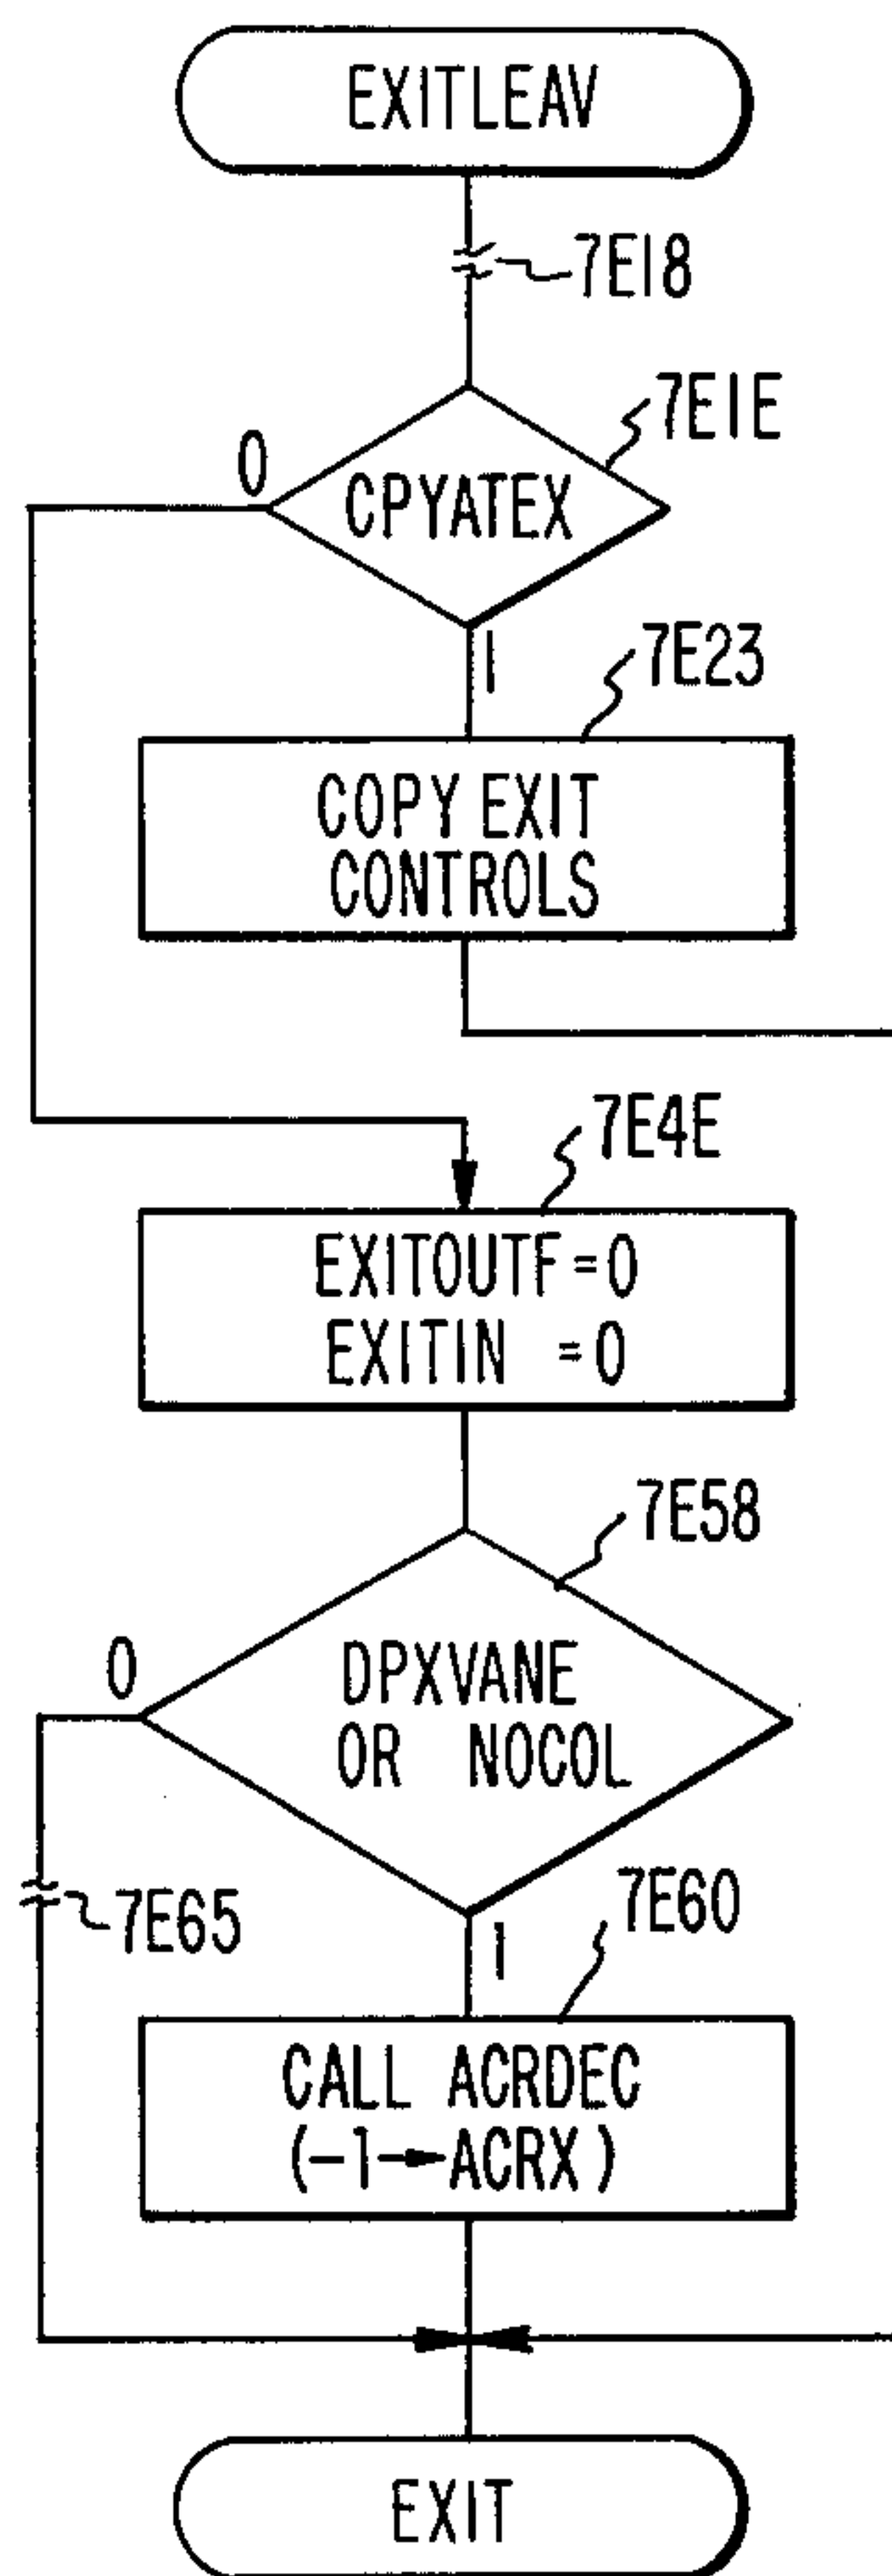 EXITLEAV
7E18
7E1E
0
CPYATEX
1
7E23
COPY EXIT
CONTROLS
7E4E
EXITOUTF = 0
EXITIN = 0
7E58
0
DPXVANE
OR NOCOL
7E65
7E60
1
CALL ACRDEC
(-1→ACRX)
EXIT